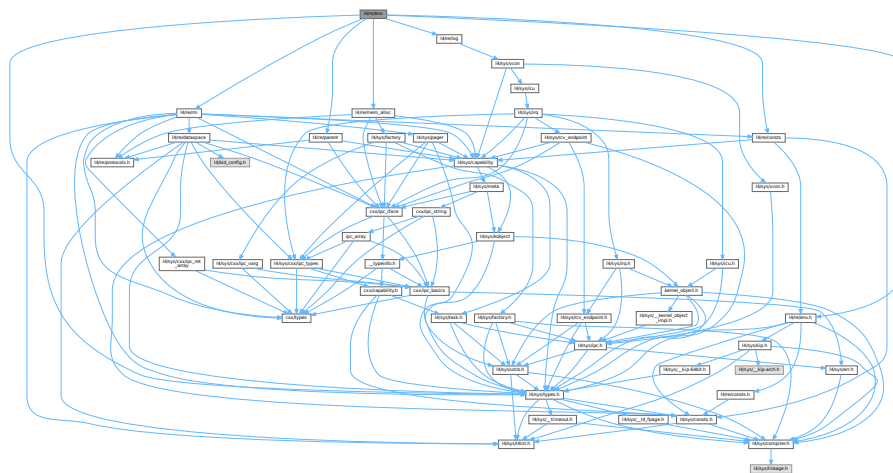 l4/re/env
l4/re/log
l4/sys/vcon
l4/sys/icu
l4/re/rm
l4/re/mem_alloc
l4/sys/irq
l4/re/dataspace
l4/re/parent
l4/sys/factory
l4/sys/pager
l4/sys/rcv_endpoint
l4/re/consts
l4/re/protocols.h
l4/bid_config.h
l4/sys/capability
l4/sys/meta
l4/sys/vcon.h
cxx/ipc_iface
cxx/ipc_string
ipc_array
l4/sys/kobject
l4/sys/cxx/ipc_ret
_array
l4/sys/cxx/ipc_varg
l4/sys/cxx/ipc_types
__typeinfo.h
l4/sys/irq.h
l4/sys/icu.h
cxx/capability.h
cxx/ipc_basics
kernel_object.h
cxx/types
l4/sys/task.h
l4/sys/factory.h
l4/sys/rcv_endpoint.h
l4/sys/__kernel_object
_impl.h
l4/re/env.h
l4/sys/ipc.h
l4/sys/kip.h
l4/sys/utcb.h
l4/sys/__kip-64bit.h
l4/sys/__kip-arch.h
l4/sys/err.h
l4/sys/types.h
l4/re/consts.h
l4/sys/__timeout.h
l4/sys/__l4_fpage.h
l4/sys/consts.h
l4/sys/l4int.h
l4/sys/compiler.h
l4/sys/linkage.h